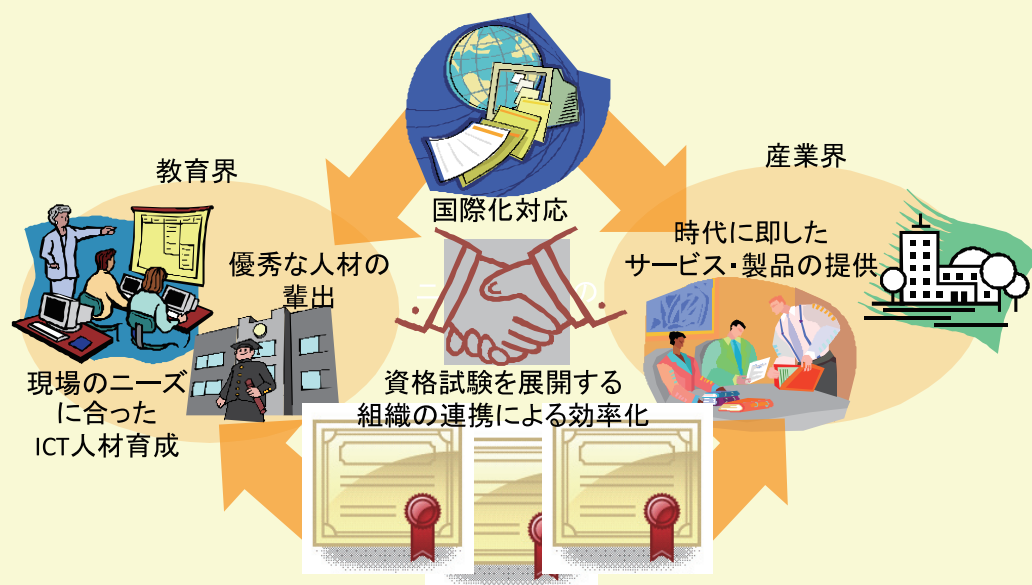 国際化対応
教育界
産業界
優秀な人材の
輩出
現場のニーズ
に合った
ICT人材育成
時代に即した
サービス・製品の提供
資格試験を展開する
組織の連携による効率化